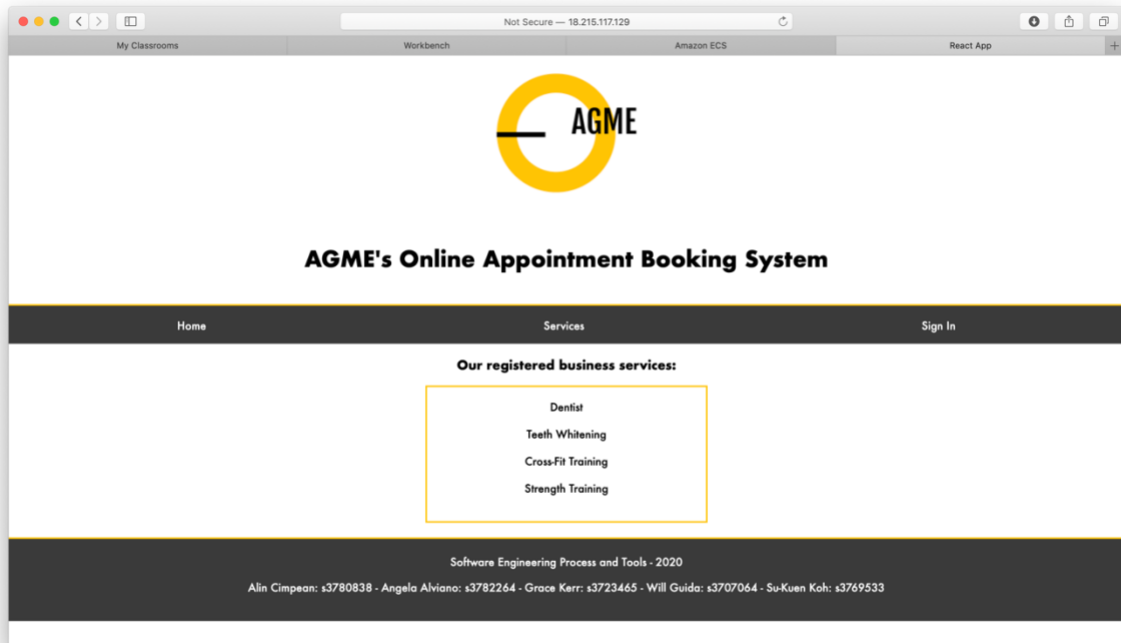 Not Secure — 18.215.117.129
My Classrooms
Workbench
Amazon ECS
React App
AGME
AGME's Online Appointment Booking System
Home
Services
Sign In
Our registered business services:
Dentist
Teeth Whitening
Cross-Fit Training
Strength Training
Software Engineering Process and Tools - 2020
Alin Cimpean: s3780838 - Angela Alviano: s3782264 - Grace Kerr: s3723465 - Will Guida: s3707064 - Su-Kuen Koh: s3769533